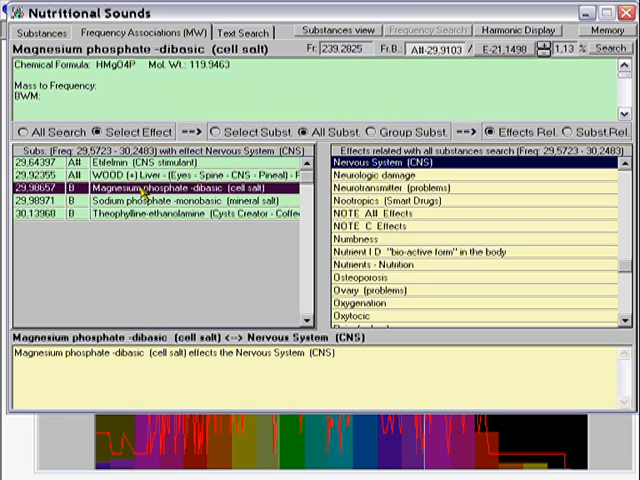 Nutritional Sounds
Substances Frequency Associations (MW) Text Search Substances view Frequency Search Harmonic Display Memory
Magnesium phosphate -dibasic (cell salt) Fr. 239.2825 Fr.B.: A#-29,9103 / E-21,1498 1,13 % Search
Chemical Formula: HMgO4P Mol. Wt.: 119.9463
Mass to Frequency:
BWM:
All Search Select Effect ==> Select Subst. All Subst. Group Subst. ==> Effects Rel. Subst.Rel.
Subs. (Freq: 29,5723 - 30,2483) with effect Nervous System (CNS)
29,64397 A# Etifelmin (CNS stimulant)
29,92355 A# WOOD (+) Liver - (Eyes - Spine - CNS - Pineal) - F
29,98657 B Magnesium phosphate -dibasic (cell salt)
29,98971 B Sodium phosphate -monobasic (mineral salt)
30,13968 B Theophylline-ethanolamine (Cysts Creator - Coffee
Effects related with all substances search (Freq: 29,5723 - 30,2483)
Nervous System (CNS)
Neurologic damage
Neurotransmitter (problems)
Nootropics (Smart Drugs)
NOTE A# Effects
NOTE C Effects
Numbness
Nutrient I D "bio-active form" in the body
Nutrients - Nutrition
Osteoporosis
Ovary (problems)
Oxygenation
Oxytocic
Magnesium phosphate -dibasic (cell salt) <--> Nervous System (CNS)
Magnesium phosphate -dibasic (cell salt) effects the Nervous System (CNS)